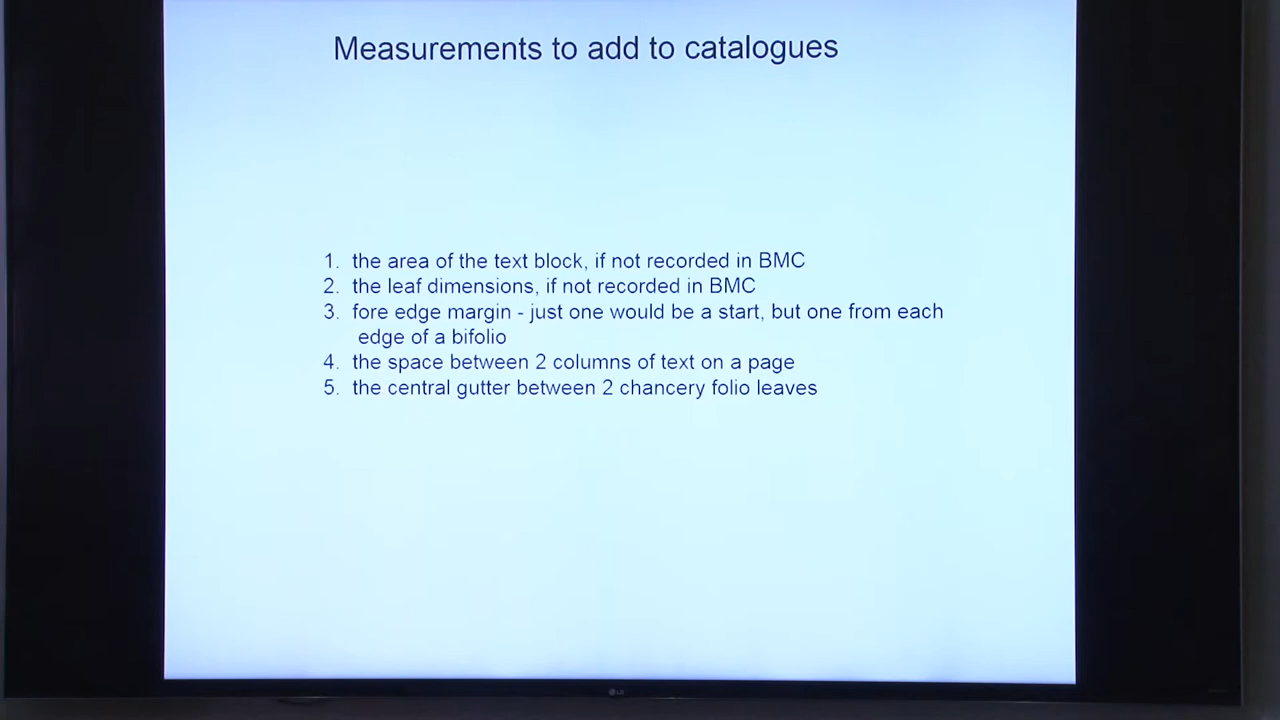 Measurements to add to catalogues
1. the area of the text block, if not recorded in BMC
2. the leaf dimensions, if not recorded in BMC
3. fore edge margin - just one would be a start, but one from each
edge of a bifolio
4. the space between 2 columns of text on a page
5. the central gutter between 2 chancery folio leaves
LG